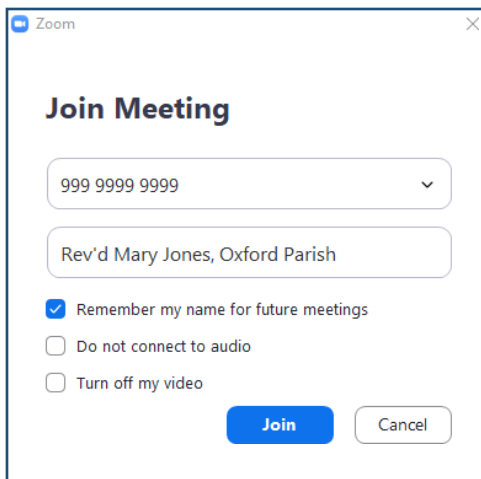 Zoom
Join Meeting
999 9999 9999
Rev'd Mary Jones, Oxford Parish
Remember my name for future meetings
Do not connect to audio
Turn off my video
Join Cancel